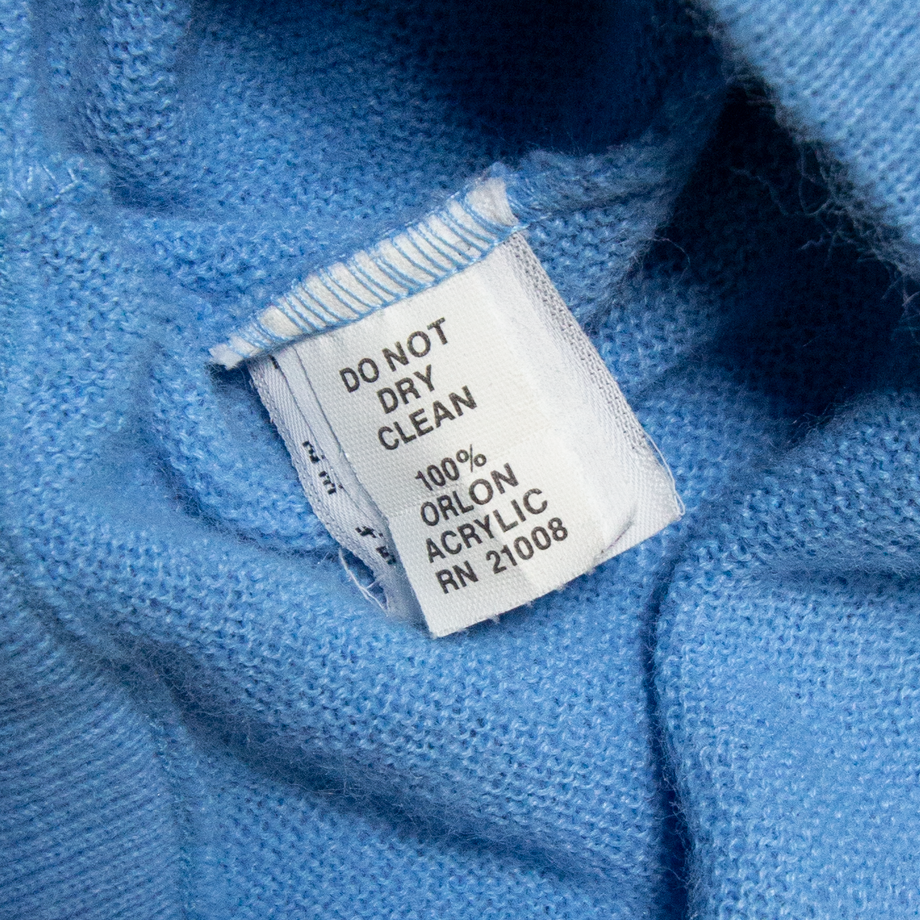 DO NOT
DRY
CLEAN
100%
ORLON
ACRYLIC
RN 21008